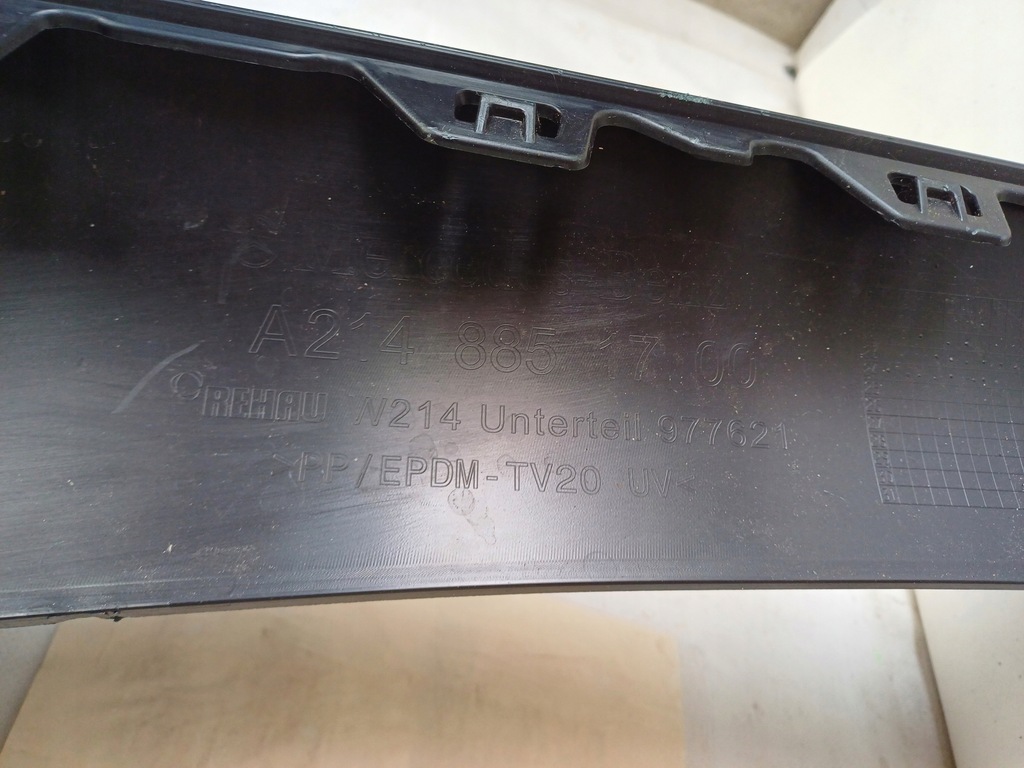 A214 885 17 00
REHAU W214 Unterteil 977621
>PP/EPDM-TV20 UV<